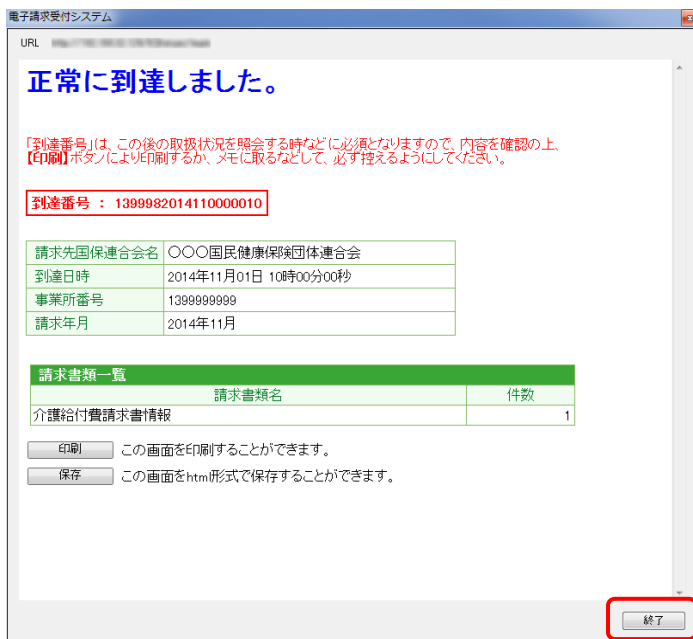 電子請求受付システム
URL
正常に到達しました。
「到達番号」は、この後の取扱状況を照会する時などに必須となりますので、内容を確認の上、
【印刷】ボタンにより印刷するか、メモに取るなどして、必ず控えるようにしてください。
到達番号 : 1399982014110000010
請求先国保連合会名 〇〇〇国民健康保険団体連合会
到達日時 2014年11月01日 10時00分00秒
事業所番号 1399999999
請求年月 2014年11月
請求書類一覧
請求書類名 件数
介護給付費請求書情報 1
印刷 この画面を印刷することができます。
保存 この画面をhtml形式で保存することができます。
終了